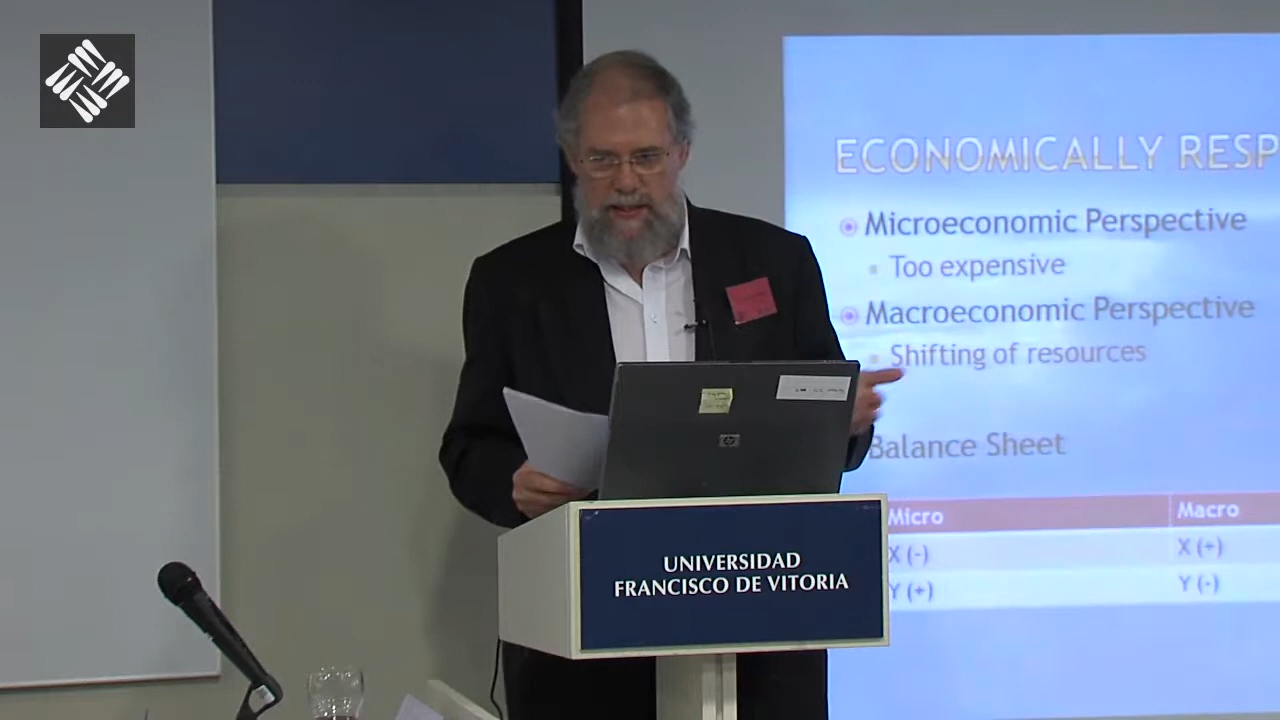 ECONOMICALLY RESP
Microeconomic Perspective
Too expensive
Macroeconomic Perspective
Shifting of resources
Balance Sheet
Micro Macro
X (-) X (+)
Y (+) Y (-)
hp
UNIVERSIDAD
FRANCISCO DE VITORIA